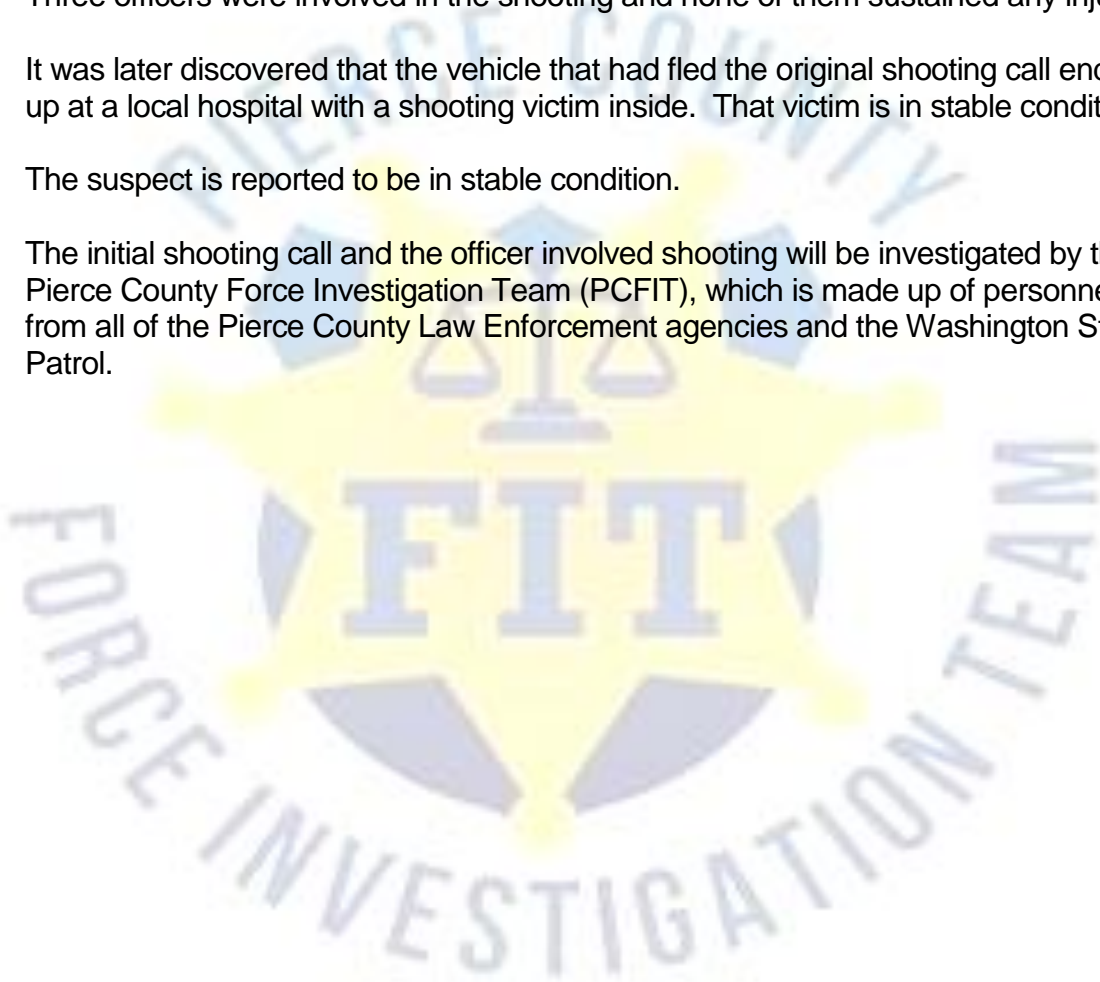 Three officers were involved in the shooting and none of them sustained any inj
It was later discovered that the vehicle that had fled the original shooting call en
up at a local hospital with a shooting victim inside.  That victim is in stable condit
The suspect is reported to be in stable condition.
The initial shooting call and the officer involved shooting will be investigated by t
Pierce County Force Investigation Team (PCFIT), which is made up of personne
from all of the Pierce County Law Enforcement agencies and the Washington St
Patrol.
PIERCE COUNTY
FIT
FORCE INVESTIGATION TEAM